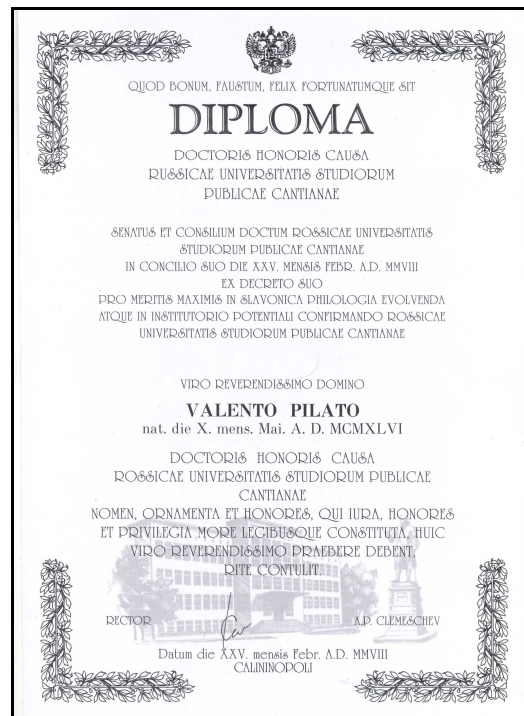 QUOD BONUM, FAUSTUM, FELIX FORTUNATUMQUE SIT
DIPLOMA
DOCTORIS HONORIS CAUSA
RUSSICAE UNIVERSITATIS STUDIORUM
PUBLICAE CANTIANAE
SENATUS ET CONSILIUM DOCTUM ROSSICAE UNIVERSITATIS
STUDIORUM PUBLICAE CANTIANAE
IN CONCILIO SUO DIE XXV. MENSIS FEBR. A.D. MMVIII
EX DECRETO SUO
PRO MERITIS MAXIMIS IN SLAVONICA PHILOLOGIA EVOLVENDA
ATQUE IN INSTITUTORIO POTENTIALI CONFIRMANDO ROSSICAE
UNIVERSITATIS STUDIORUM PUBLICAE CANTIANAE
VIRO REVERENDISSIMO DOMINO
VALENTO PILATO
nat. die X. mens. Mai. A. D. MCMXLVI
DOCTORIS HONORIS CAUSA
ROSSICAE UNIVERSITATIS STUDIORUM PUBLICAE
CANTIANAE
NOMEN, ORNAMENTA ET HONORES, QUI IURA, HONORES
ET PRIVILEGIA MORE LEGIBUSQUE CONSTITUTA, HUIC
VIRO REVERENDISSIMO PRAEBERE DEBENT,
RITE CONTULIT.
RECTOR A.P. CLEMESCHEV
Datum die XXV. mensis Febr. A.D. MMVIII
CALININOPOLI